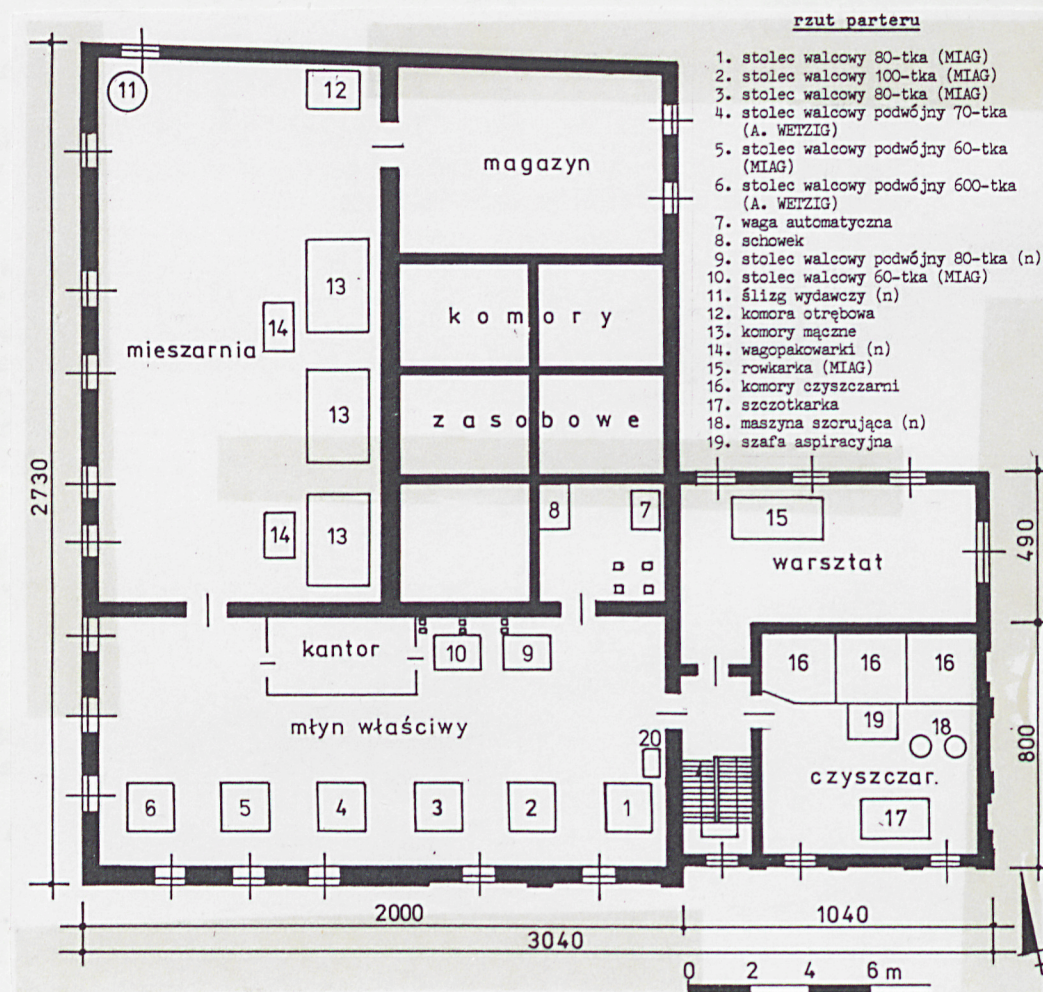 rzut parteru
1. stolec walcowy 80-tka (MIAG)
2. stolec walcowy 100-tka (MIAG)
3. stolec walcowy 80-tka (MIAG)
4. stolec walcowy podwójny 70-tka
(A. WETZIG)
5. stolec walcowy podwójny 60-tka
(MIAG)
6. stolec walcowy podwójny 600-tka
(A. WETZIG)
7. waga automatyczna
8. schowek
9. stolec walcowy podwójny 80-tka (n)
10. stolec walcowy 60-tka (MIAG)
11. ślizg wydawczy (n)
12. komora otrębowa
13. komory mączne
14. wagopakowarki (n)
15. rowkarka (MIAG)
16. komory czyszczarni
17. szczotkarka
18. maszyna szorująca (n)
19. szafa aspiracyjna
11
12
magazyn
13
komory
14
mieszarnia
13
zasobowe
2730
14
13
8
7
15
490
warsztat
kantor
10
9
16
16
16
młyn właściwy
19
18
20
800
czyszczar.
6
5
4
3
2
1
17
2000
1040
3040
0 2 4 6 m